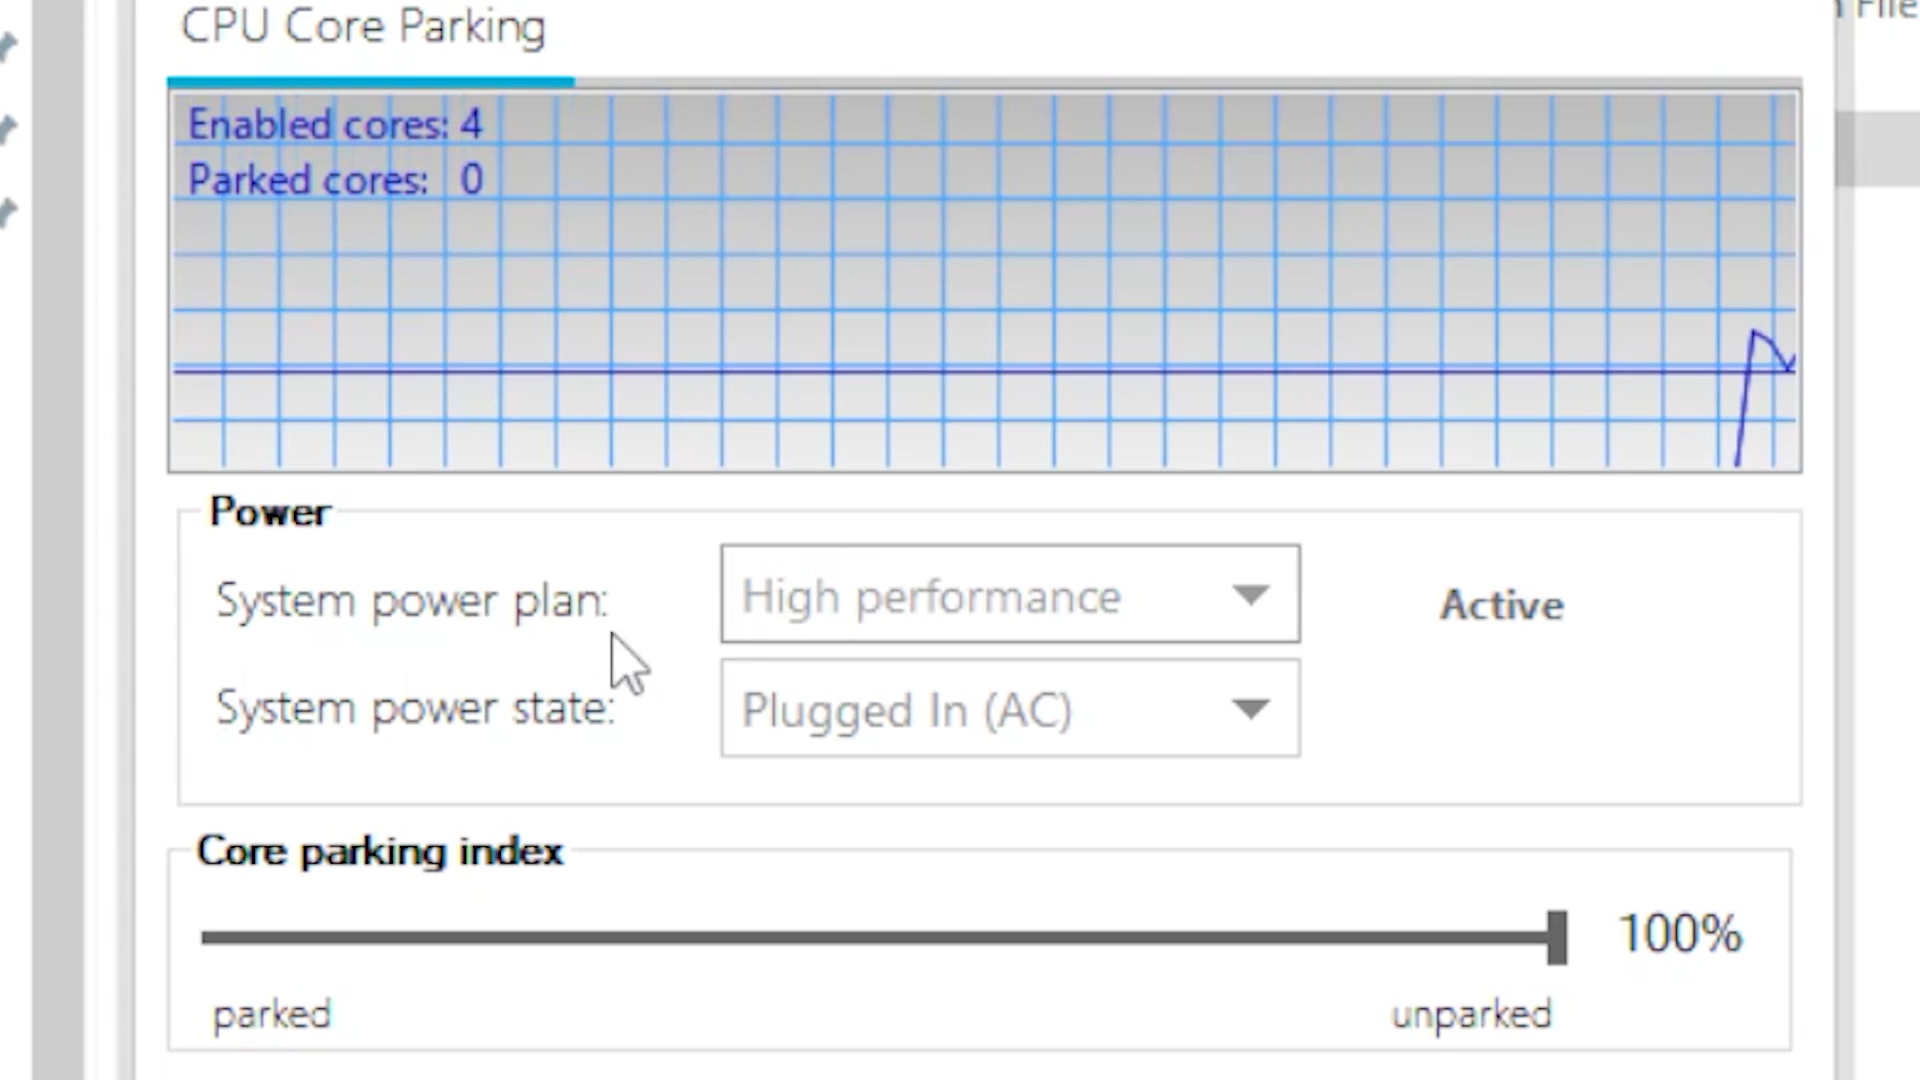 CPU Core Parking
File
Enabled cores: 4
Parked cores: 0
Power
System power plan: High performance Active
System power state: Plugged In (AC)
Core parking index
100%
parked unparked